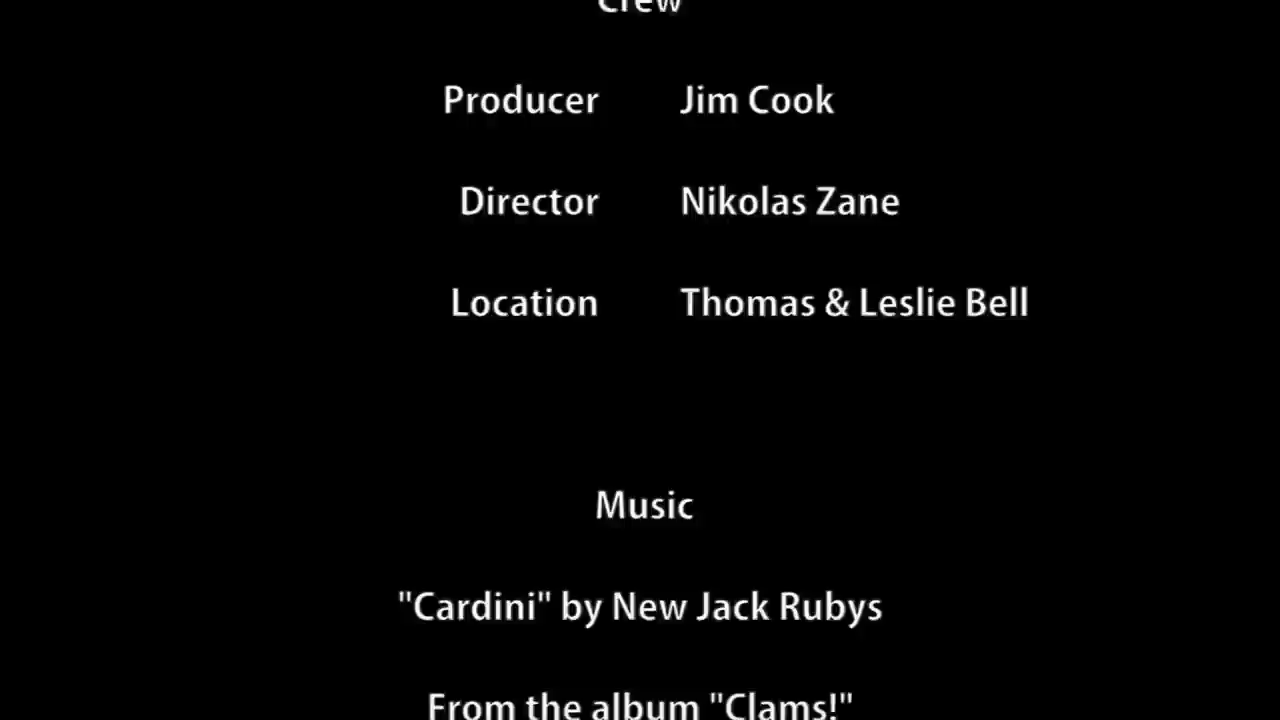 Crew
Producer Jim Cook
Director Nikolas Zane
Location Thomas & Leslie Bell
Music
"Cardini" by New Jack Rubys
From the album "Clams!"